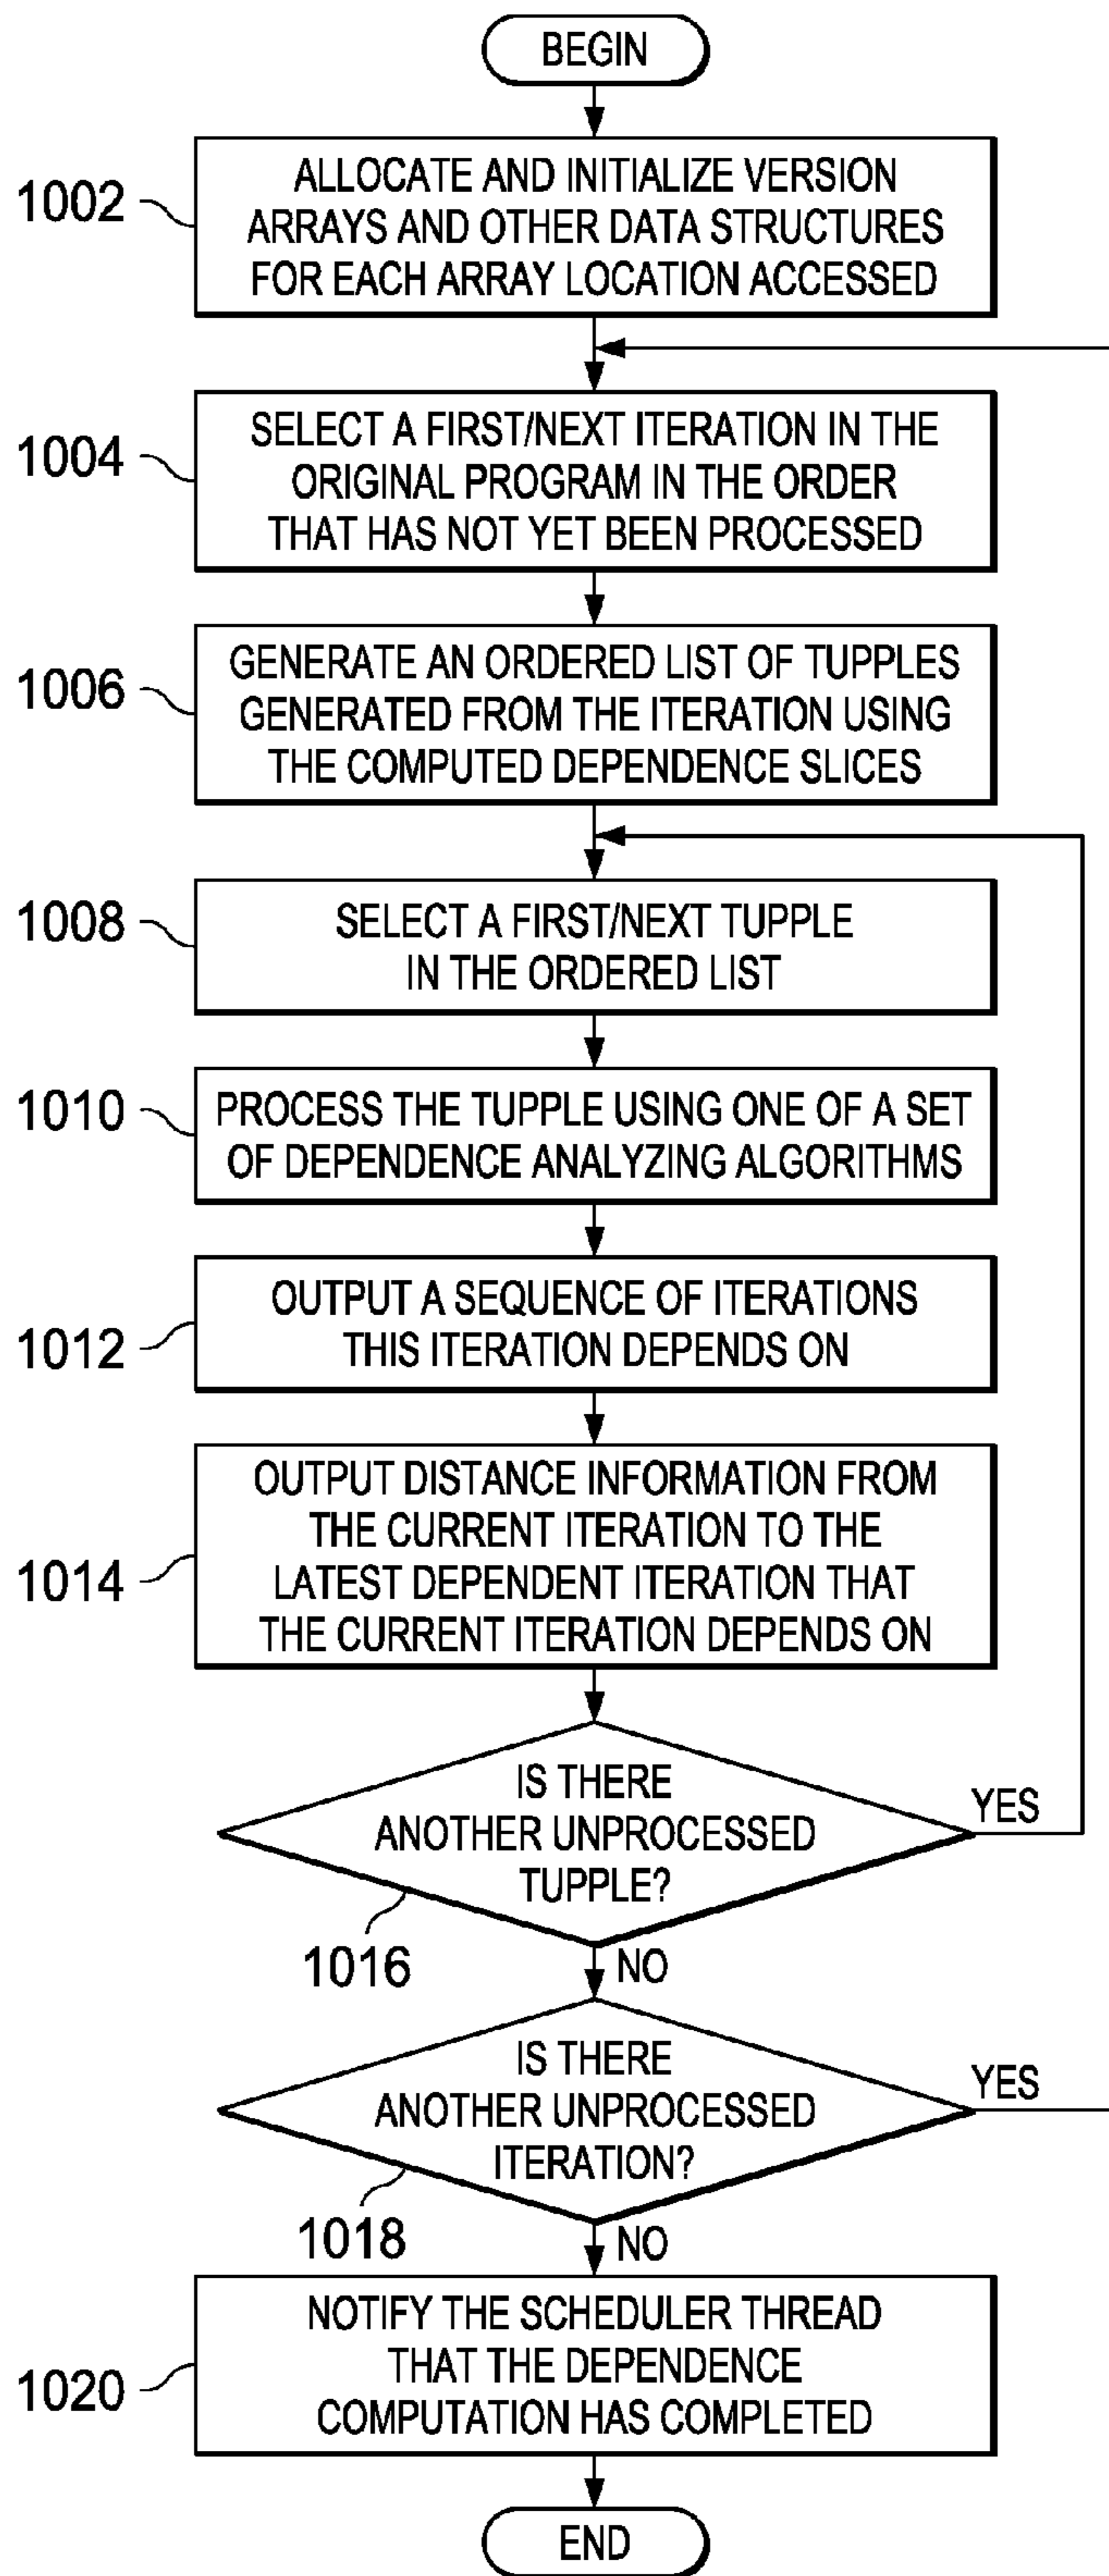 BEGIN
1002
ALLOCATE AND INITIALIZE VERSION
ARRAYS AND OTHER DATA STRUCTURES
FOR EACH ARRAY LOCATION ACCESSED
1004
SELECT A FIRST/NEXT ITERATION IN THE
ORIGINAL PROGRAM IN THE ORDER
THAT HAS NOT YET BEEN PROCESSED
1006
GENERATE AN ORDERED LIST OF TUPPLES
GENERATED FROM THE ITERATION USING
THE COMPUTED DEPENDENCE SLICES
1008
SELECT A FIRST/NEXT TUPPLE
IN THE ORDERED LIST
1010
PROCESS THE TUPPLE USING ONE OF A SET
OF DEPENDENCE ANALYZING ALGORITHMS
1012
OUTPUT A SEQUENCE OF ITERATIONS
THIS ITERATION DEPENDS ON
1014
OUTPUT DISTANCE INFORMATION FROM
THE CURRENT ITERATION TO THE
LATEST DEPENDENT ITERATION THAT
THE CURRENT ITERATION DEPENDS ON
IS THERE
ANOTHER UNPROCESSED
TUPPLE?
YES
1016
NO
IS THERE
ANOTHER UNPROCESSED
ITERATION?
YES
1018
NO
1020
NOTIFY THE SCHEDULER THREAD
THAT THE DEPENDENCE
COMPUTATION HAS COMPLETED
END